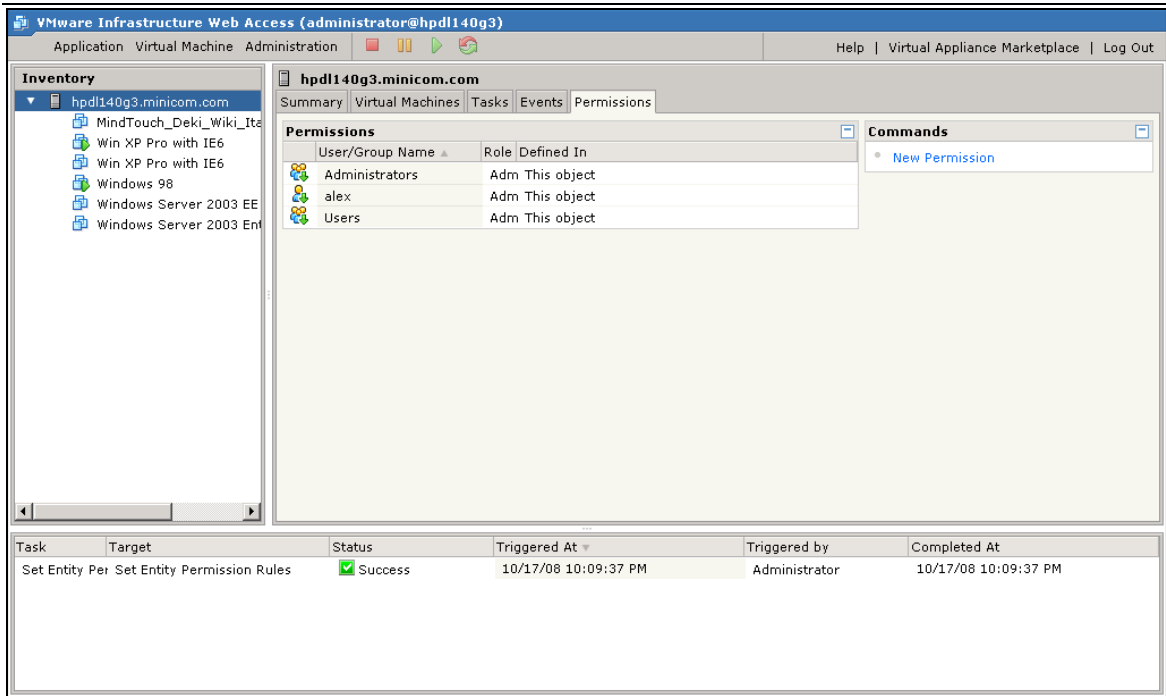 VMware Infrastructure Web Access (administrator@hpdl140g3)
Application Virtual Machine Administration
Help | Virtual Appliance Marketplace | Log Out
Inventory
hpdl140g3.minicom.com
MindTouch_Deki_Wiki_Ita
Win XP Pro with IE6
Win XP Pro with IE6
Windows 98
Windows Server 2003 EE
Windows Server 2003 Ent
hpdl140g3.minicom.com
Summary Virtual Machines Tasks Events Permissions
Permissions
User/Group Name Role Defined In
Administrators Adm This object
alex Adm This object
Users Adm This object
Commands
New Permission
Task Target Status Triggered At Triggered by Completed At
Set Entity Per Set Entity Permission Rules Success 10/17/08 10:09:37 PM Administrator 10/17/08 10:09:37 PM